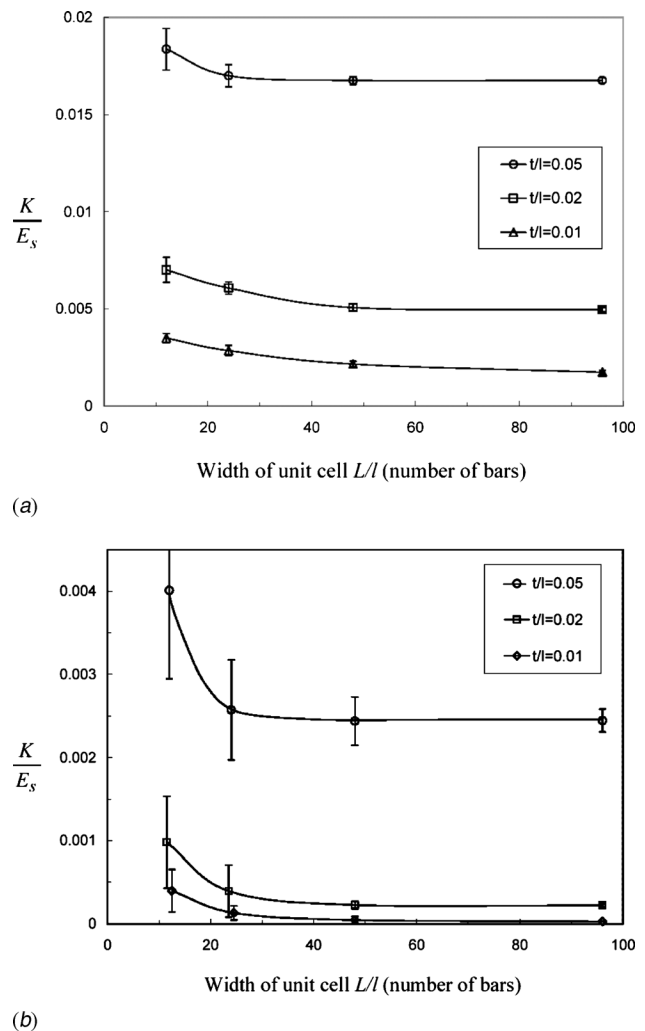 0.02
0.015
0.01
0.005
0
K
E_s
t/l=0.05
t/l=0.02
t/l=0.01
0 20 40 60 80 100
Width of unit cell L/l (number of bars)
(a)
0.004
0.003
0.002
0.001
0
K
E_s
t/l=0.05
t/l=0.02
t/l=0.01
0 20 40 60 80 100
Width of unit cell L/l (number of bars)
(b)